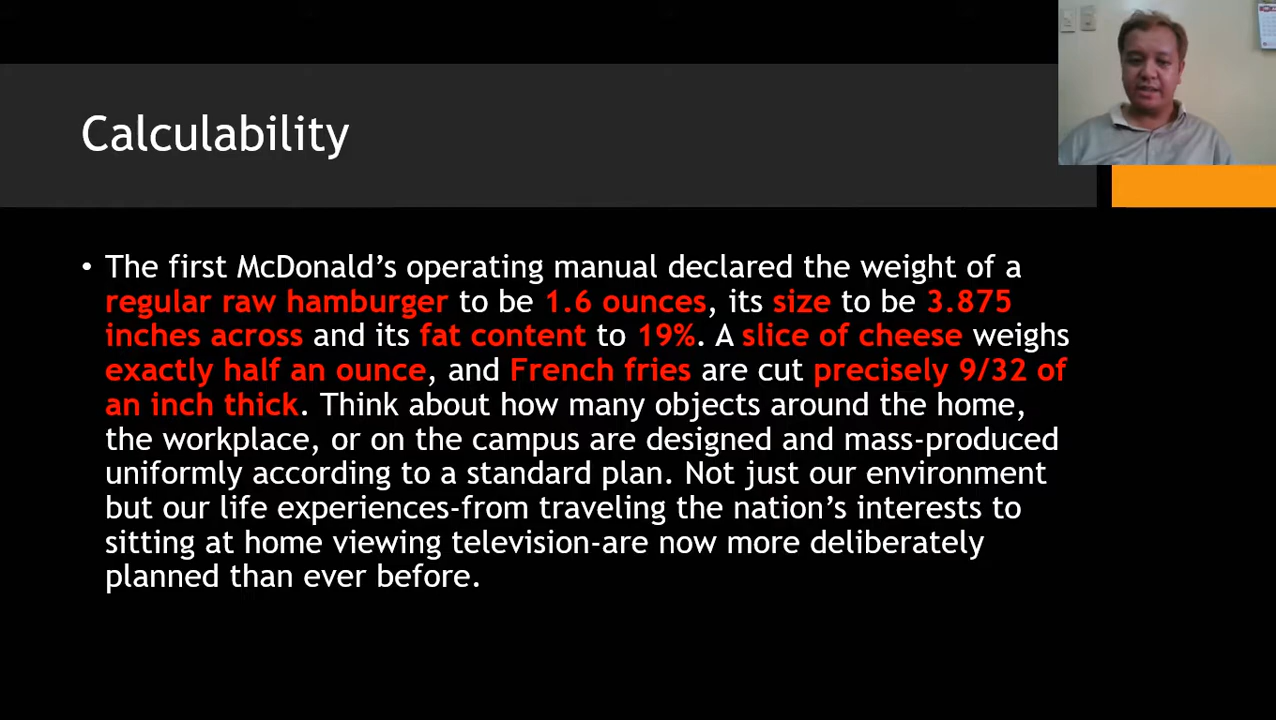 Calculability
• The first McDonald’s operating manual declared the weight of a
regular raw hamburger to be 1.6 ounces, its size to be 3.875
inches across and its fat content to 19%. A slice of cheese weighs
exactly half an ounce, and French fries are cut precisely 9/32 of
an inch thick. Think about how many objects around the home,
the workplace, or on the campus are designed and mass-produced
uniformly according to a standard plan. Not just our environment
but our life experiences-from traveling the nation’s interests to
sitting at home viewing television-are now more deliberately
planned than ever before.